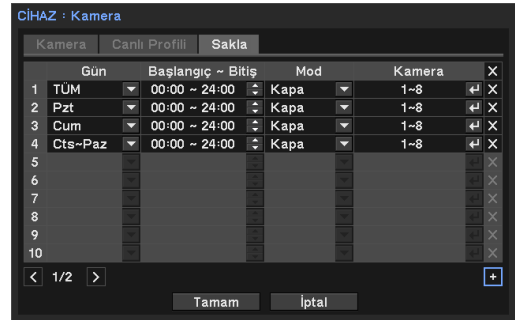 CİHAZ : Kamera
Kamera Canlı Profili Sakla
Gün Başlangıç ~ Bitiş Mod Kamera X
1 TÜM 00:00 ~ 24:00 Kapa 1~8 X
2 Pzt 00:00 ~ 24:00 Kapa 1~8 X
3 Cum 00:00 ~ 24:00 Kapa 1~8 X
4 Cts~Paz 00:00 ~ 24:00 Kapa 1~8 X
5 X
6 X
7 X
8 X
9 X
10 X
< 1/2 > +
Tamam İptal